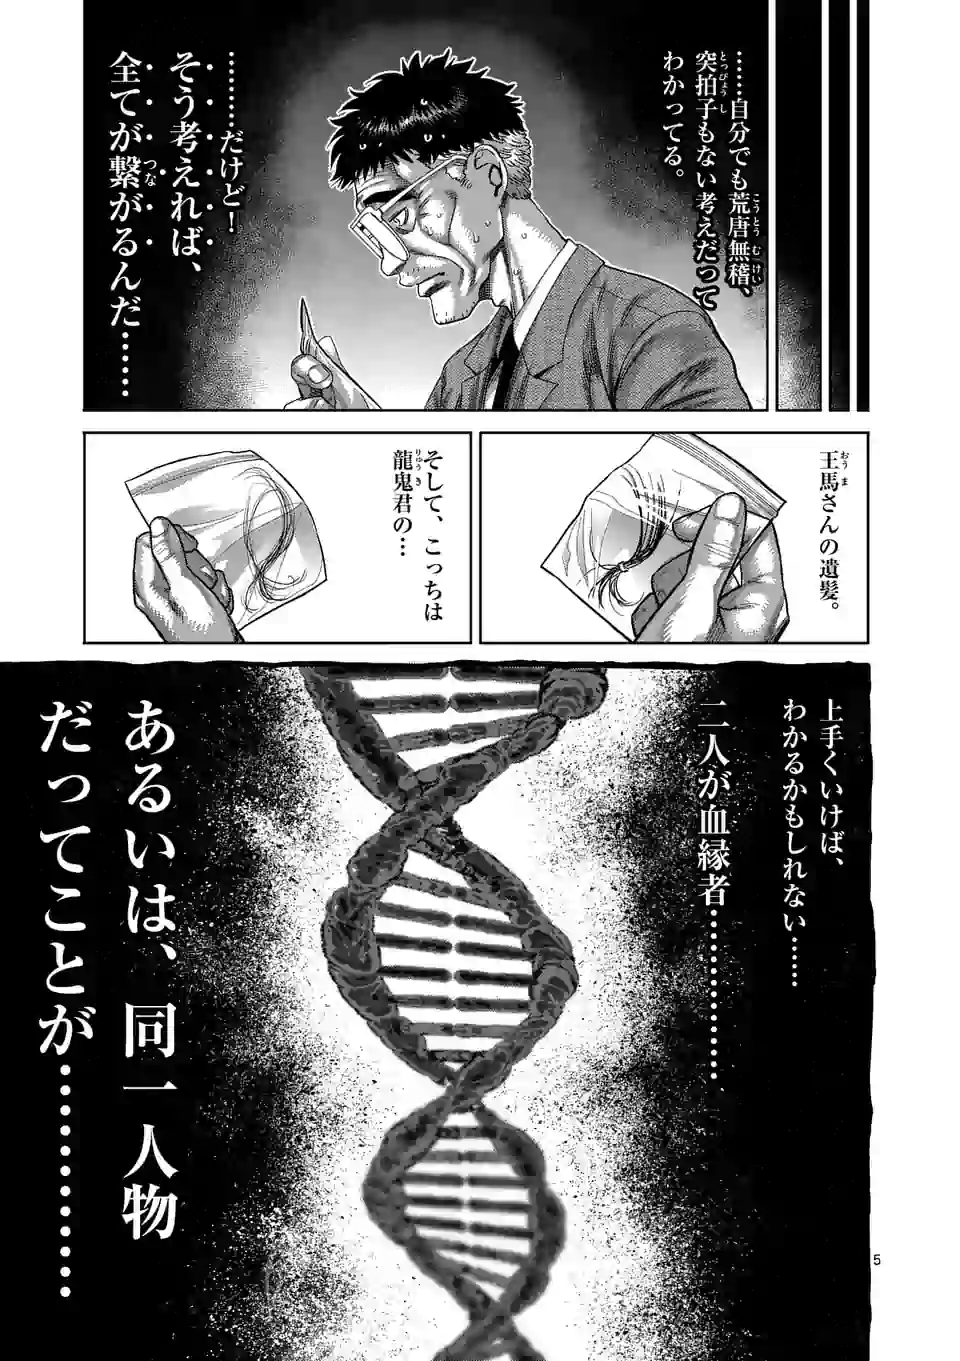 ………自分でも荒唐無稽、
突拍子もない考えだって
わかってる。
………だけど！
そう考えれば、
全てが繋がるんだ……
王馬さんの遺髪。
そして、こっちは
龍鬼君の…
上手くいけば、
わかるかもしれない……
二人が血縁者………………
あるいは、同一人物
だってことが………………
5